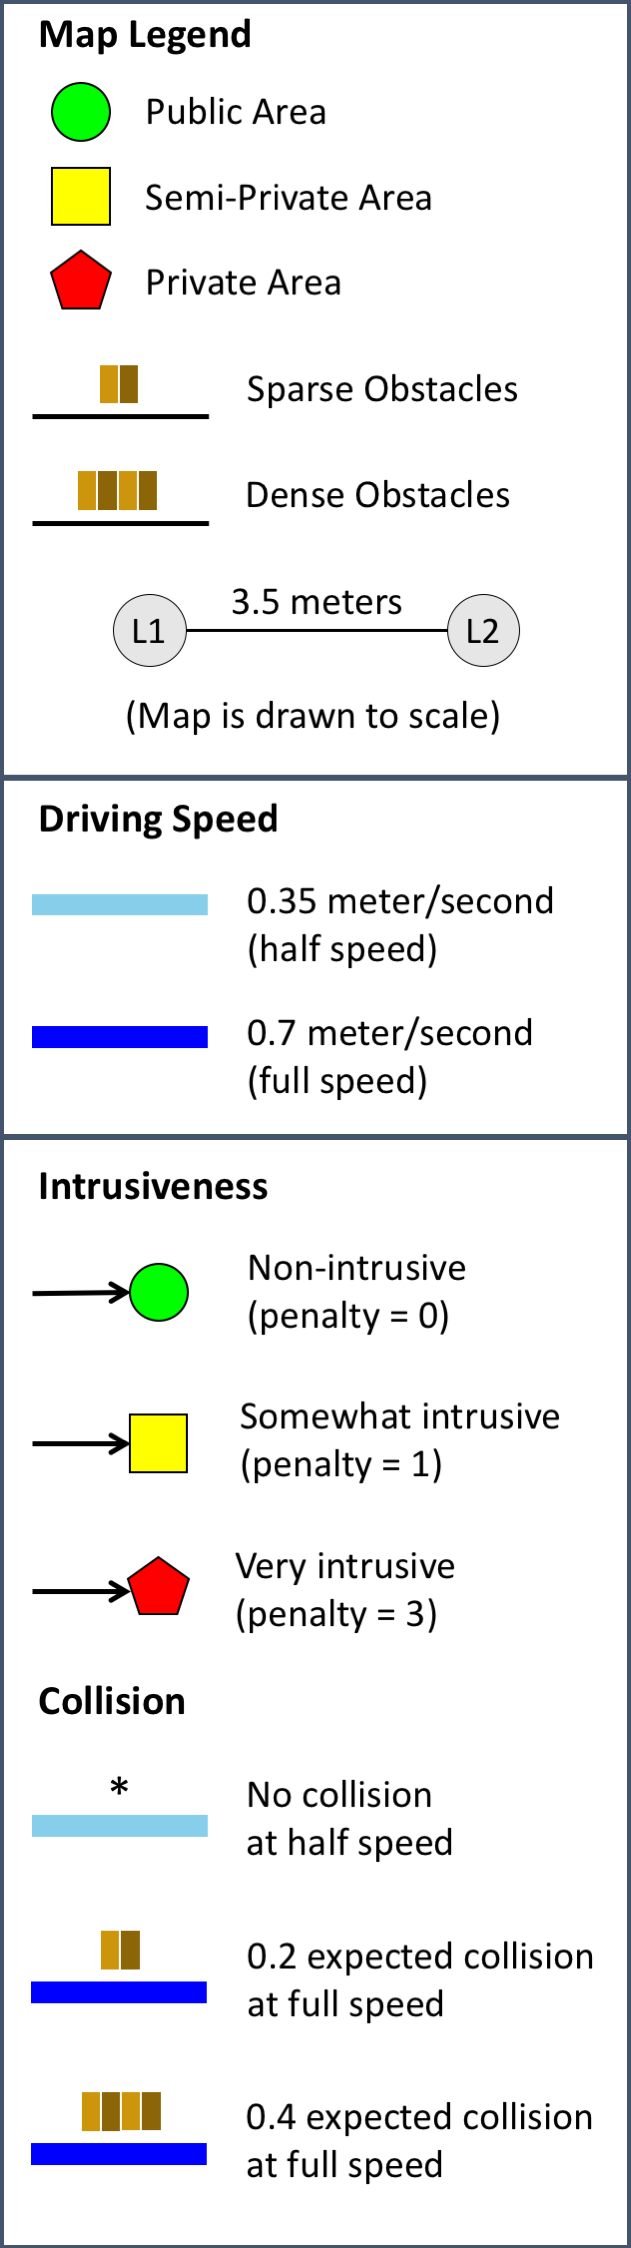 Map Legend
Public Area
Semi-Private Area
Private Area
Sparse Obstacles
Dense Obstacles
3.5 meters
L1 L2
(Map is drawn to scale)
Driving Speed
0.35 meter/second
(half speed)
0.7 meter/second
(full speed)
Intrusiveness
Non-intrusive
(penalty = 0)
Somewhat intrusive
(penalty = 1)
Very intrusive
(penalty = 3)
Collision
*
No collision
at half speed
0.2 expected collision
at full speed
0.4 expected collision
at full speed